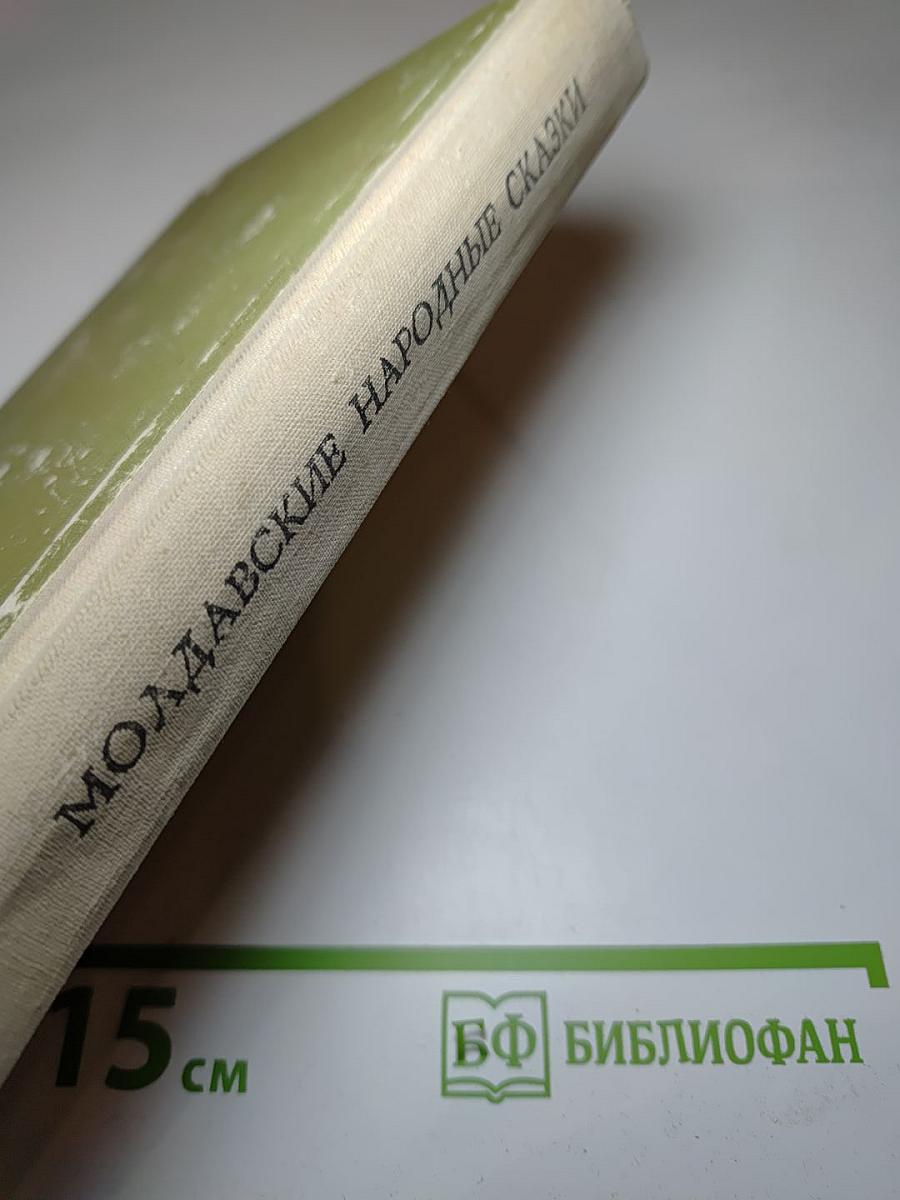 МОЛДАВСКИЕ НАРОДНЫЕ СКАЗКИ
15 см
БФ БИБЛИОФАН